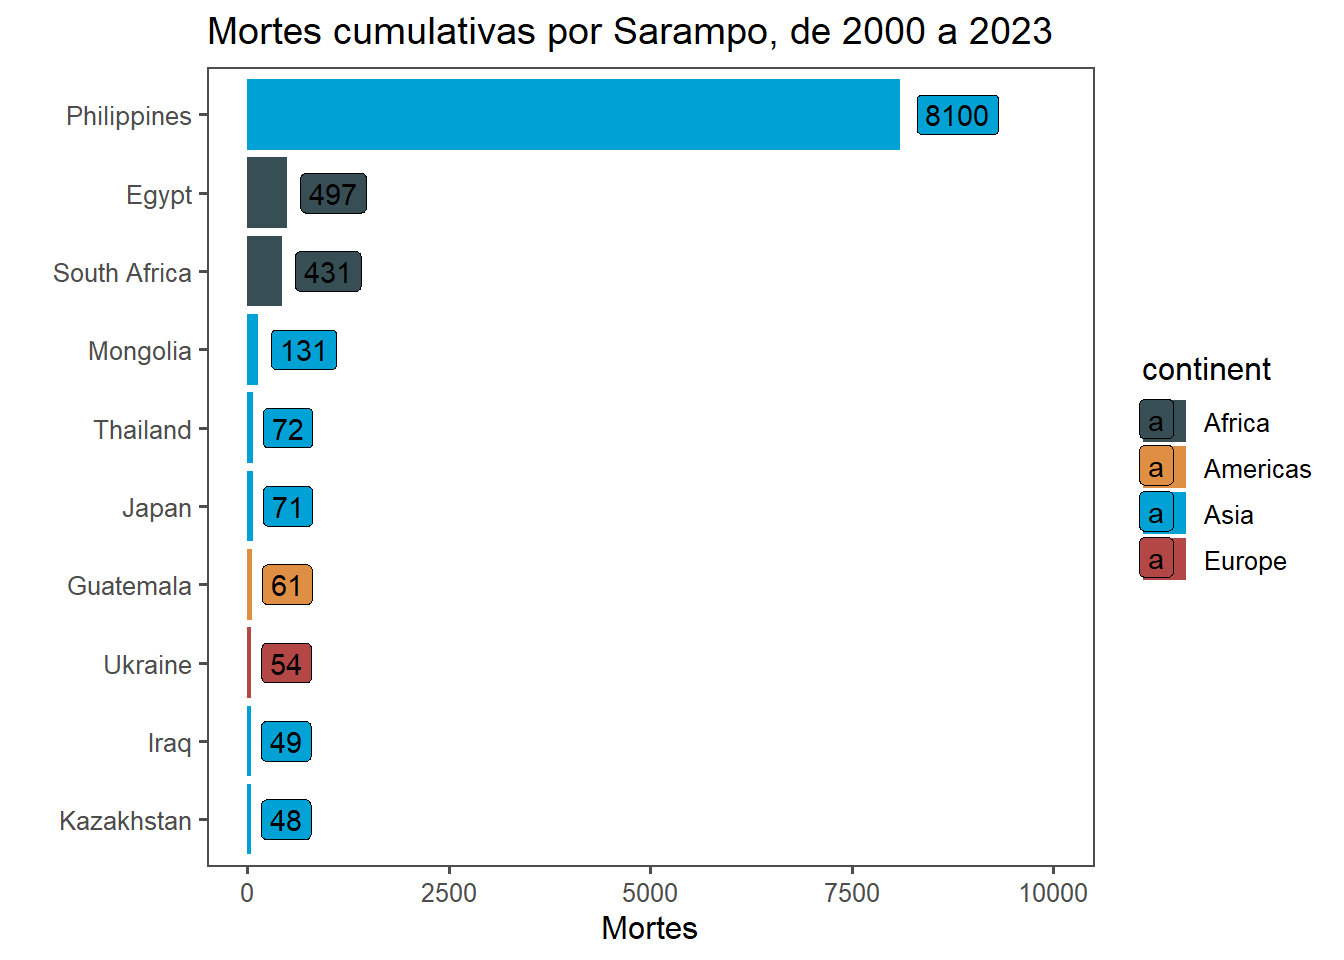 Mortes cumulativas por Sarampo, de 2000 a 2023
Philippines 8100
Egypt 497
South Africa 431
Mongolia 131
Thailand 72
Japan 71
Guatemala 61
Ukraine 54
Iraq 49
Kazakhstan 48
0 2500 5000 7500 10000
Mortes
continent
a Africa
a Americas
a Asia
a Europe